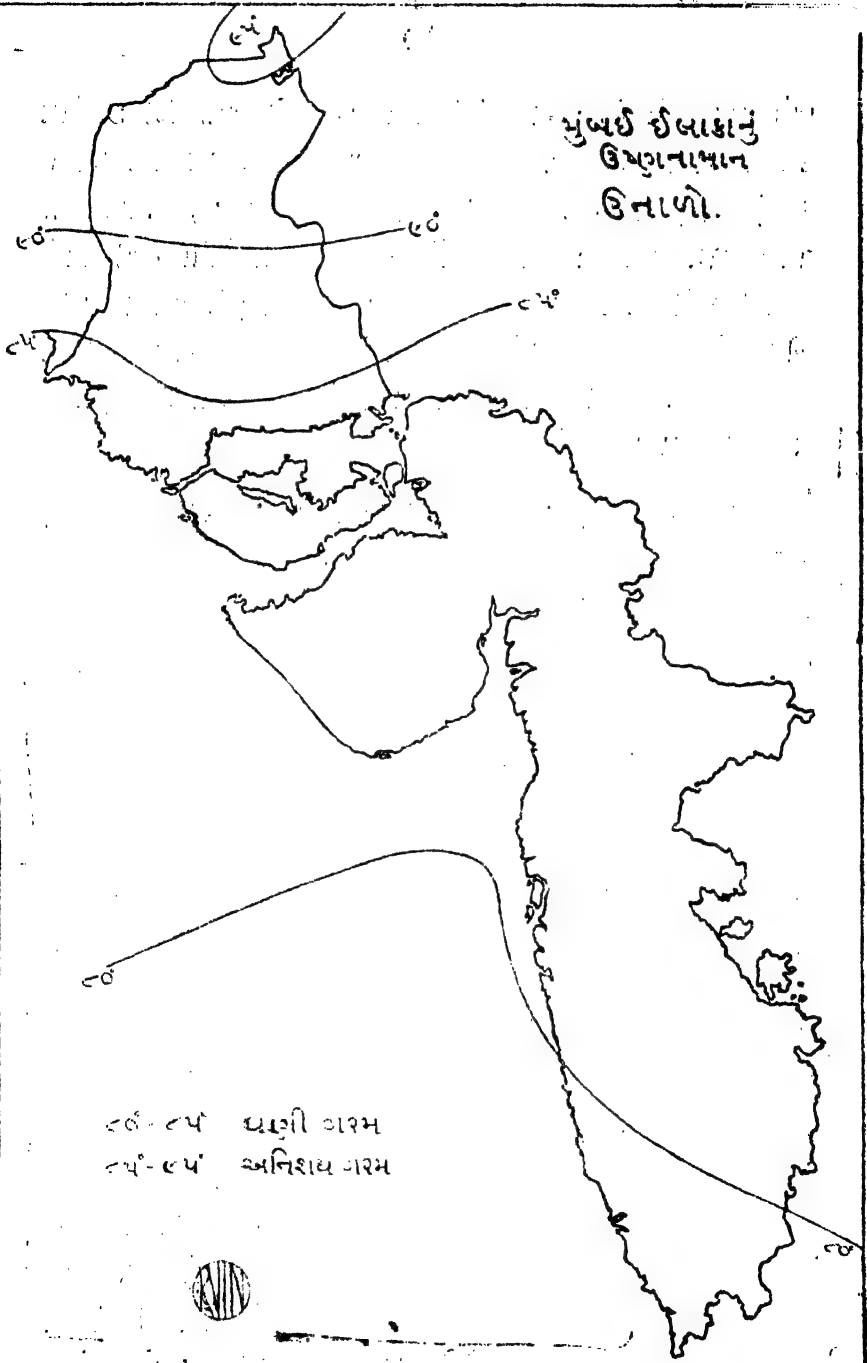 ૯૫°
મુંબઈ ઈલાકાનું
ઉષ્ણતામાન
ઉનાળો.
૯૦° ૯૦°
૮૫° ૮૫°
૮૦°
૮૦°-૮૫° ઘણી ગરમ
૮૫°-૯૫° અતિશય ગરમ
૮૦°